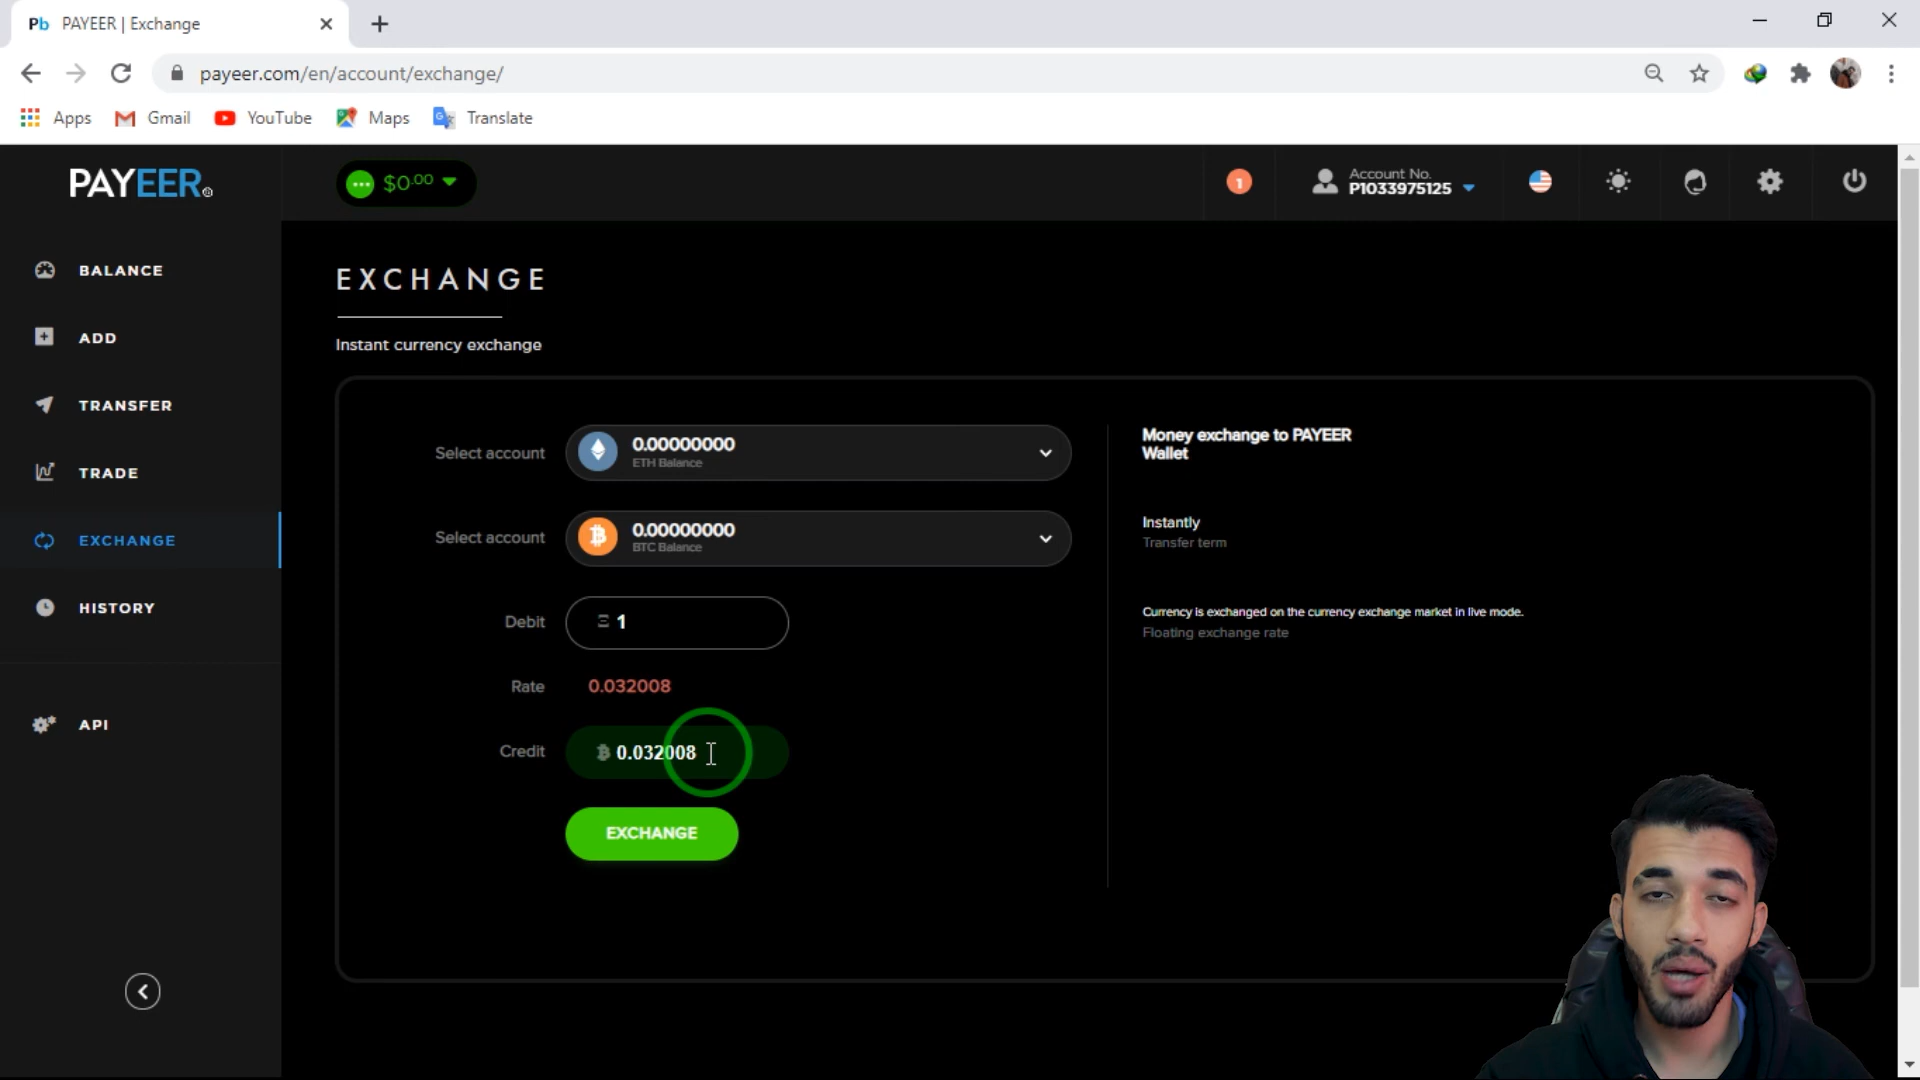 Pb PAYEER | Exchange
payeer.com/en/account/exchange/
Apps Gmail YouTube Maps Translate
PAYEER
$0.00
1
Account No.
P1033975125
BALANCE
ADD
TRANSFER
TRADE
EXCHANGE
HISTORY
API
EXCHANGE
Instant currency exchange
Select account
0.00000000
ETH Balance
Select account
0.00000000
BTC Balance
Debit Ξ 1
Rate 0.032008
Credit 0.032008
EXCHANGE
Money exchange to PAYEER
Wallet
Instantly
Transfer term
Currency is exchanged on the currency exchange market in live mode.
Floating exchange rate